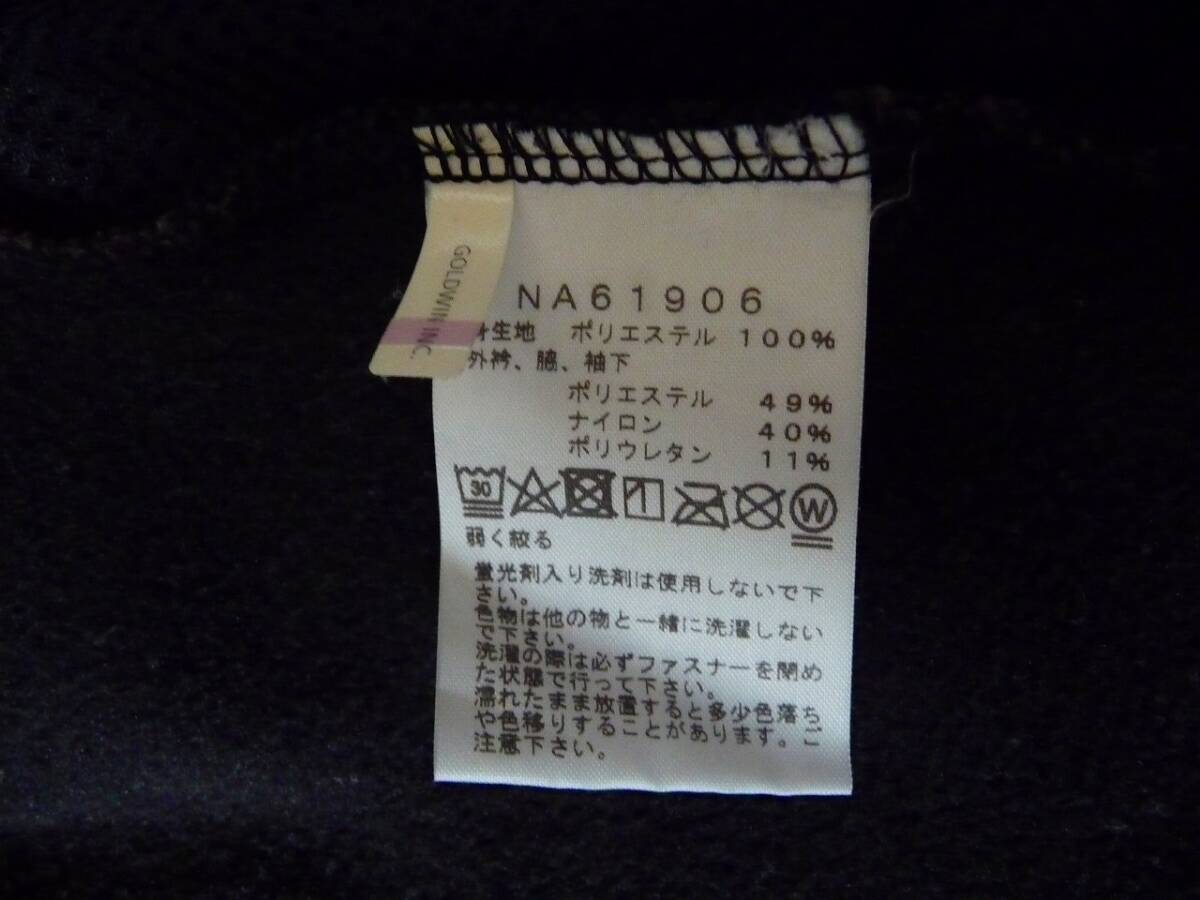 GOLDWIN INC.
NA61906
身生地 ポリエステル 100%
外衿、脇、袖下
ポリエステル 49%
ナイロン 40%
ポリウレタン 11%
30
W
弱く絞る
蛍光剤入り洗剤は使用しないで下
さい。
色物は他の物と一緒に洗濯しない
で下さい。
洗濯の際は必ずファスナーを閉め
た状態で行って下さい。
濡れたまま放置すると多少色落ち
や色移りすることがあります。ご
注意下さい。